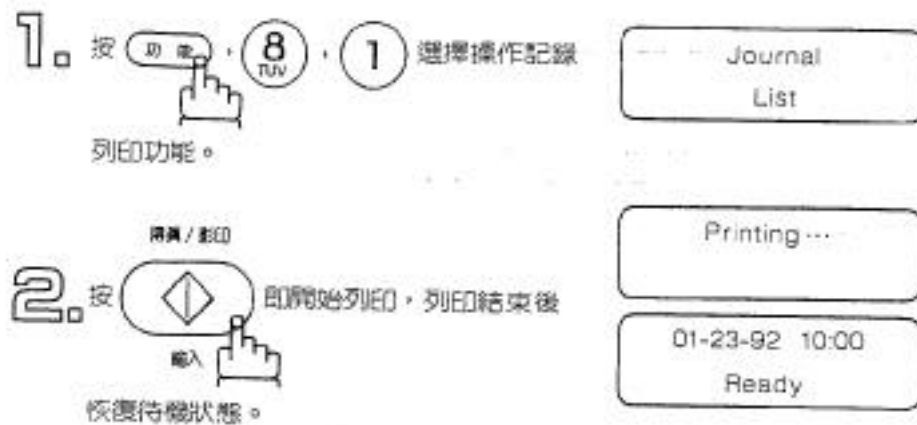 1. 按 功能 , 8 TUV , 1 選擇操作記錄
列印功能。
Journal
List
傳真/影印
2. 按 即開始列印，列印結束後
輸入
恢復待機狀態。
Printing…
01-23-92 10:00
Ready